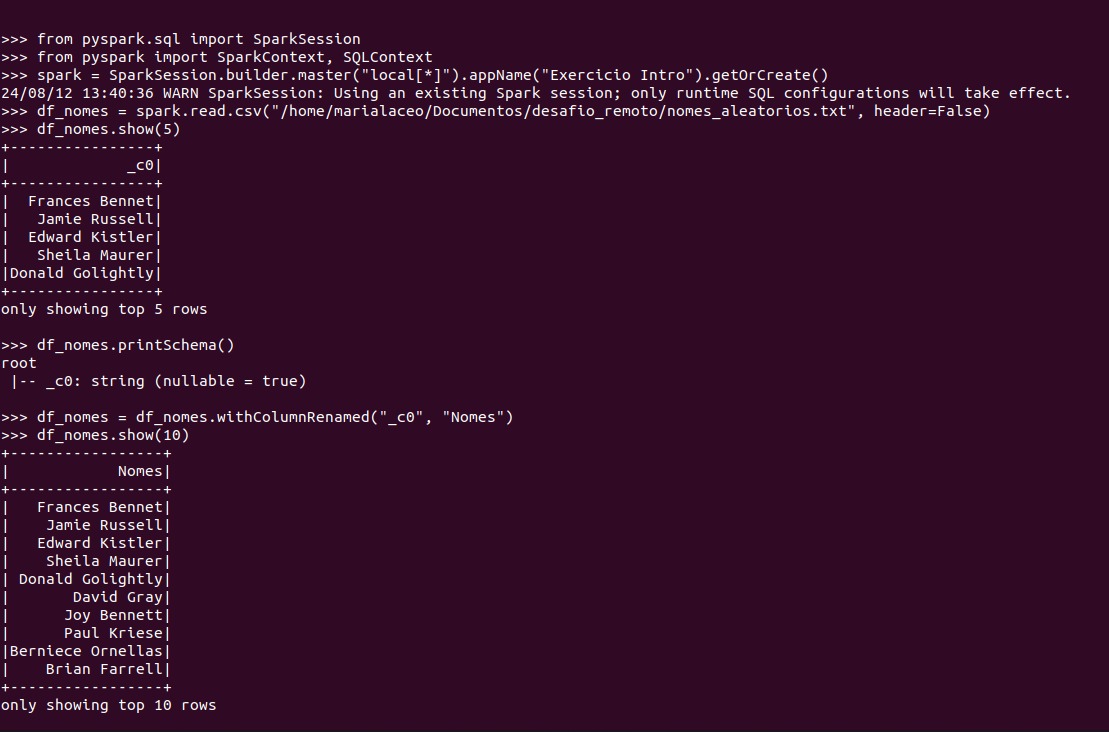 >>> from pyspark.sql import SparkSession
>>> from pyspark import SparkContext, SQLContext
>>> spark = SparkSession.builder.master("local[*]").appName("Exercicio Intro").getOrCreate()
24/08/12 13:40:36 WARN SparkSession: Using an existing Spark session; only runtime SQL configurations will take effect.
>>> df_nomes = spark.read.csv("/home/marialaceo/Documentos/desafio_remoto/nomes_aleatorios.txt", header=False)
>>> df_nomes.show(5)
+----------------+
|             _c0|
+----------------+
|  Frances Bennet|
|   Jamie Russell|
|  Edward Kistler|
|   Sheila Maurer|
|Donald Golightly|
+----------------+
only showing top 5 rows

>>> df_nomes.printSchema()
root
 |-- _c0: string (nullable = true)

>>> df_nomes = df_nomes.withColumnRenamed("_c0", "Nomes")
>>> df_nomes.show(10)
+-----------------+
|            Nomes|
+-----------------+
|   Frances Bennet|
|    Jamie Russell|
|   Edward Kistler|
|    Sheila Maurer|
| Donald Golightly|
|       David Gray|
|      Joy Bennett|
|      Paul Kriese|
|Berniece Ornellas|
|    Brian Farrell|
+-----------------+
only showing top 10 rows